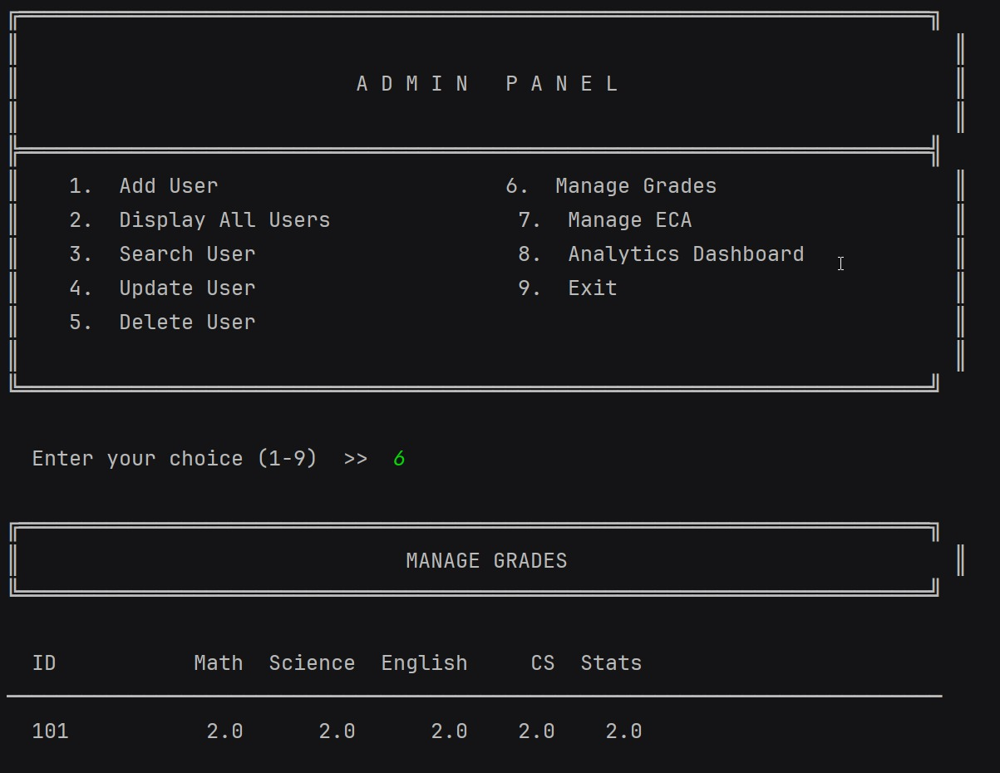 A D M I N   P A N E L
1.  Add User 6.  Manage Grades
2.  Display All Users 7.  Manage ECA
3.  Search User 8.  Analytics Dashboard
4.  Update User 9.  Exit
5.  Delete User
Enter your choice (1-9)  >>  6
MANAGE GRADES
ID Math Science English CS Stats
101 2.0 2.0 2.0 2.0 2.0